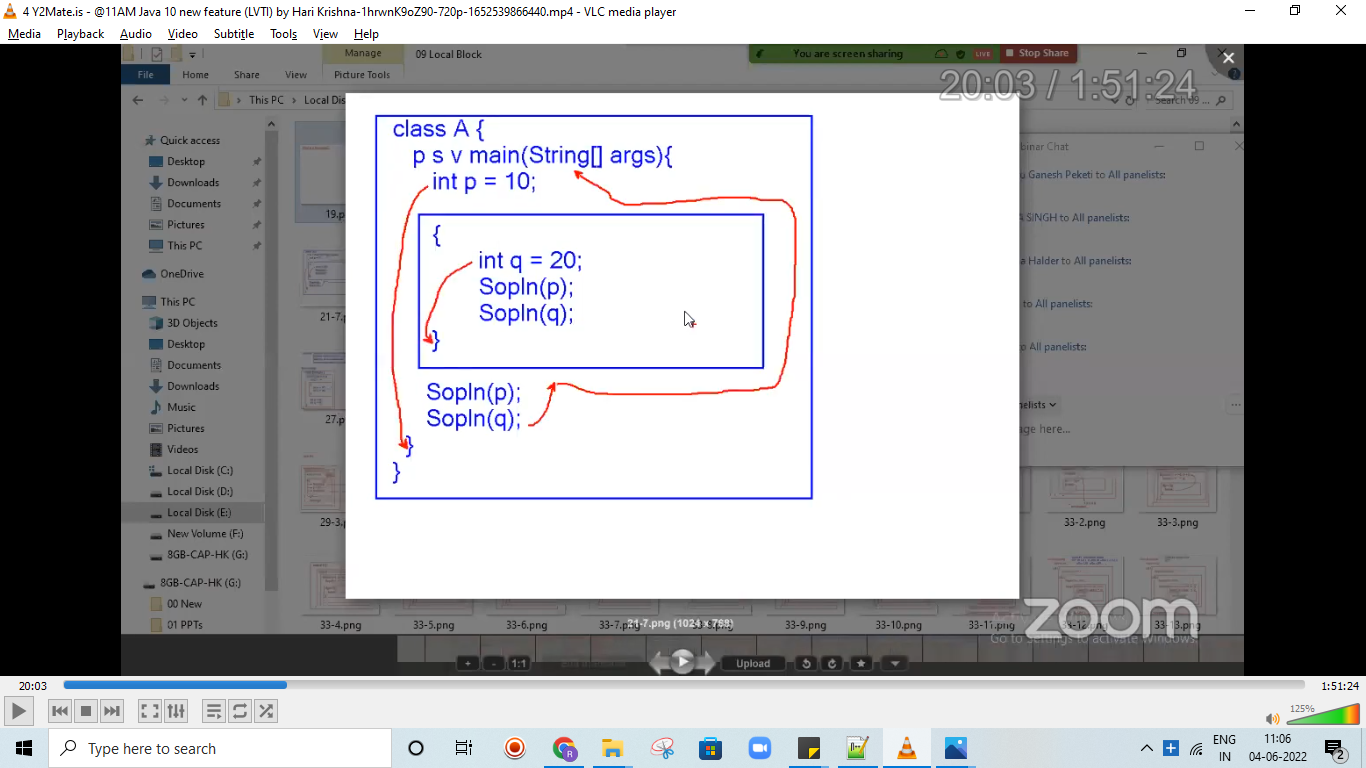 4 Y2Mate.is - @11AM Java 10 new feature (LVTI) by Hari Krishna-1hrwnK9oZ90-720p-1652539866440.mp4 - VLC media player
Media Playback Audio Video Subtitle Tools View Help
Manage
09 Local Block
You are screen sharing
LIVE
Stop Share
File Home Share View Picture Tools
20:03 / 1:51:24
This PC
Local Dis
Search 09 ...
Quick access
Desktop
Downloads
Documents
Pictures
This PC
OneDrive
This PC
3D Objects
Desktop
Documents
Downloads
Music
Pictures
Videos
Local Disk (C:)
Local Disk (D:)
Local Disk (E:)
New Volume (F:)
8GB-CAP-HK (G:)
8GB-CAP-HK (G:)
00 New
01 PPTs
19.p
21-7.
27.
29-3
class A {
p s v main(String[] args){
int p = 10;
{
int q = 20;
Sopln(p);
Sopln(q);
}
Sopln(p);
Sopln(q);
}
}
binar Chat
u Ganesh Peketi to All panelists:
A SINGH to All panelists:
a Halder to All panelists:
to All panelists:
o All panelists:
nelists
age here...
33-2.png
33-3.png
33-4.png
33-5.png
33-6.png
33-9.png
33-10.png
33-11.png
33-12.png
33-13.png
21-7.png (1024 x 768)
zoom
Go to Settings to activate Windows.
1:1
Upload
20:03
1:51:24
125%
Type here to search
ENG
IN
11:06
04-06-2022
2